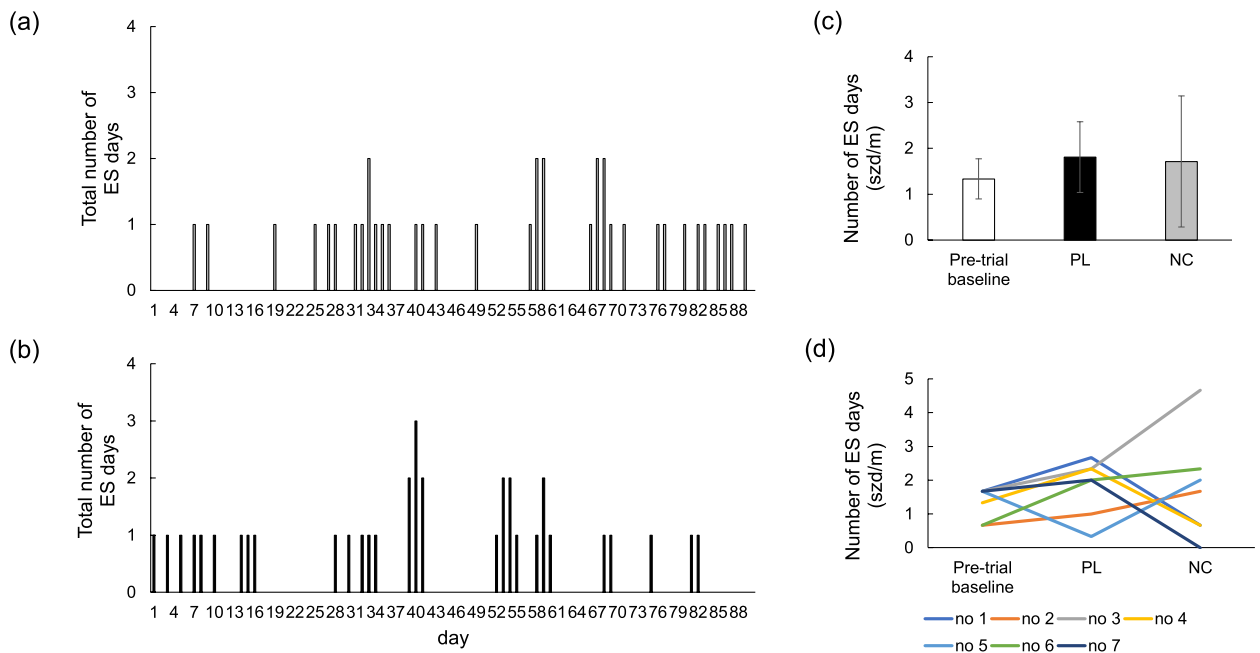 (a)
Total number of
ES days
4
3
2
1
0
1 4 7 10 13 16 19 22 25 28 31 34 37 40 43 46 49 52 55 58 61 64 67 70 73 76 79 82 85 88
(b)
Total number of
ES days
4
3
2
1
0
1 4 7 10 13 16 19 22 25 28 31 34 37 40 43 46 49 52 55 58 61 64 67 70 73 76 79 82 85 88
day
(c)
Number of ES days
(szd/m)
4
3
2
1
0
Pre-trial
baseline
PL
NC
(d)
Number of ES days
(szd/m)
5
4
3
2
1
0
Pre-trial
baseline
PL
NC
no 1 no 2 no 3 no 4
no 5 no 6 no 7